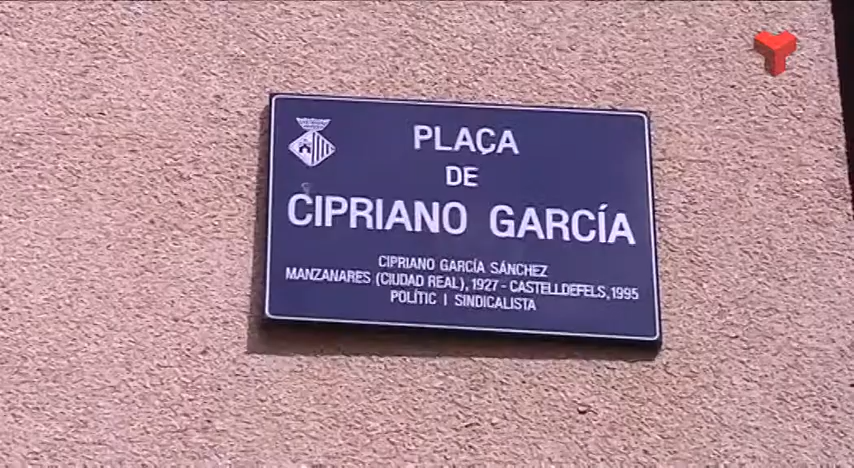 PLAÇA
DE
CIPRIANO GARCÍA
CIPRIANO GARCÍA SÁNCHEZ
MANZANARES (CIUDAD REAL), 1927 - CASTELLDEFELS, 1995
POLÍTIC I SINDICALISTA